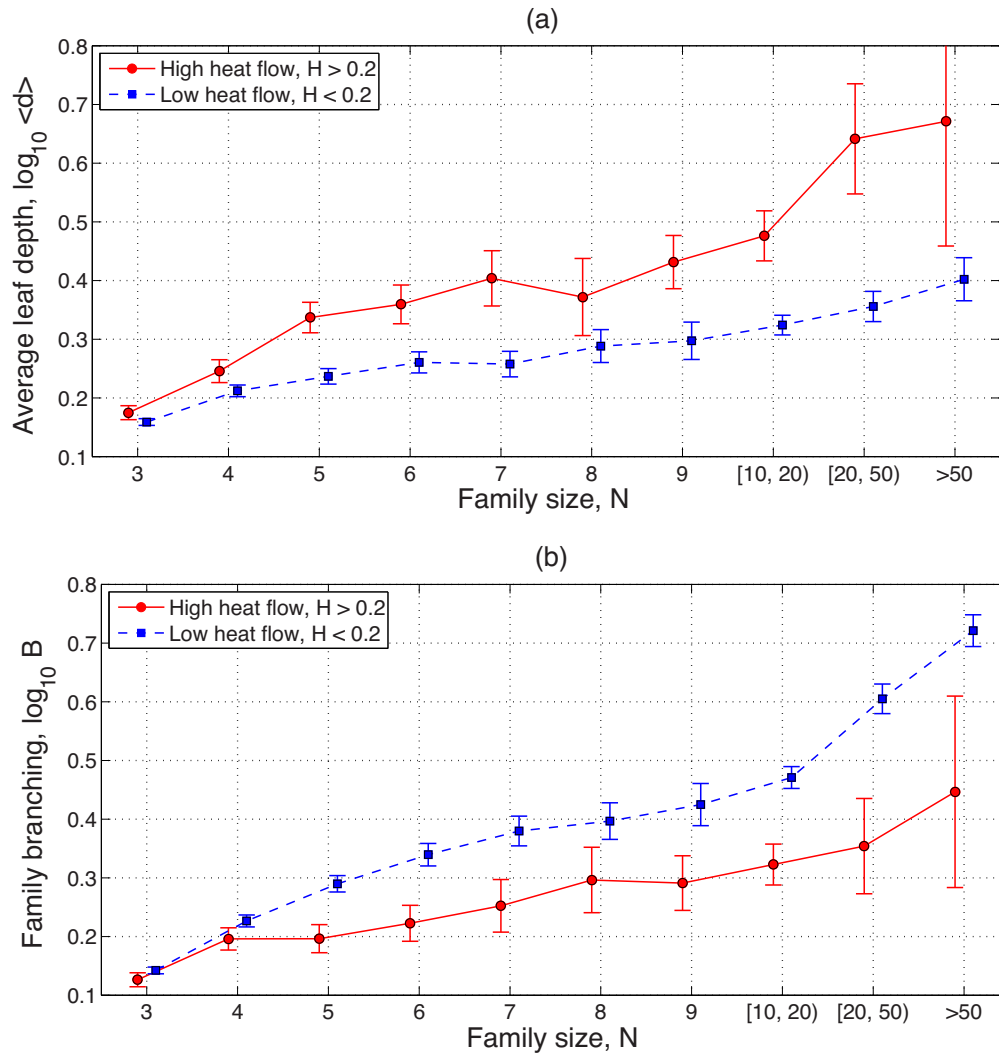 (a)
0.8
0.7
0.6
0.5
0.4
0.3
0.2
0.1
Average leaf depth, log10 <d>
High heat flow, H > 0.2
Low heat flow, H < 0.2
3 4 5 6 7 8 9 [10, 20) [20, 50) >50
Family size, N
(b)
0.8
0.7
0.6
0.5
0.4
0.3
0.2
0.1
Family branching, log10 B
High heat flow, H > 0.2
Low heat flow, H < 0.2
3 4 5 6 7 8 9 [10, 20) [20, 50) >50
Family size, N